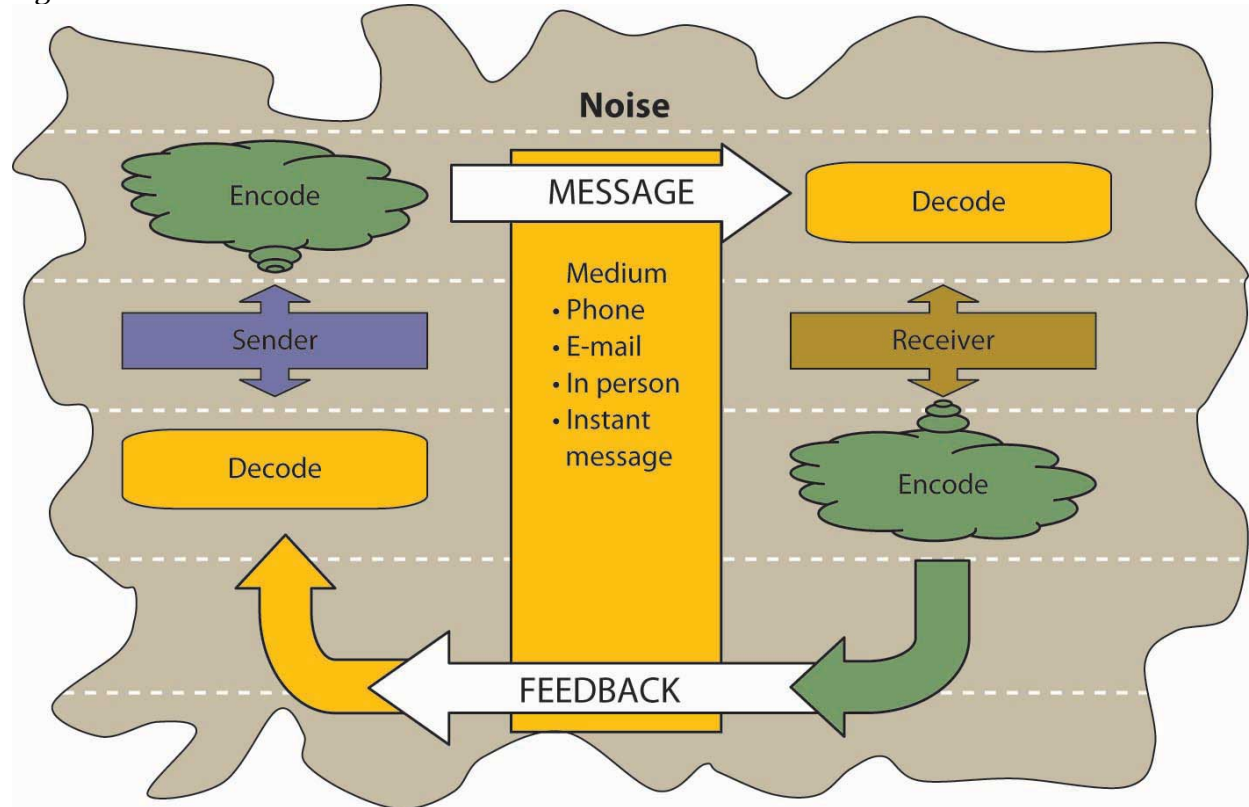 Noise
Encode
MESSAGE
Decode
Medium
• Phone
• E-mail
• In person
• Instant
message
Sender
Receiver
Decode
Encode
FEEDBACK